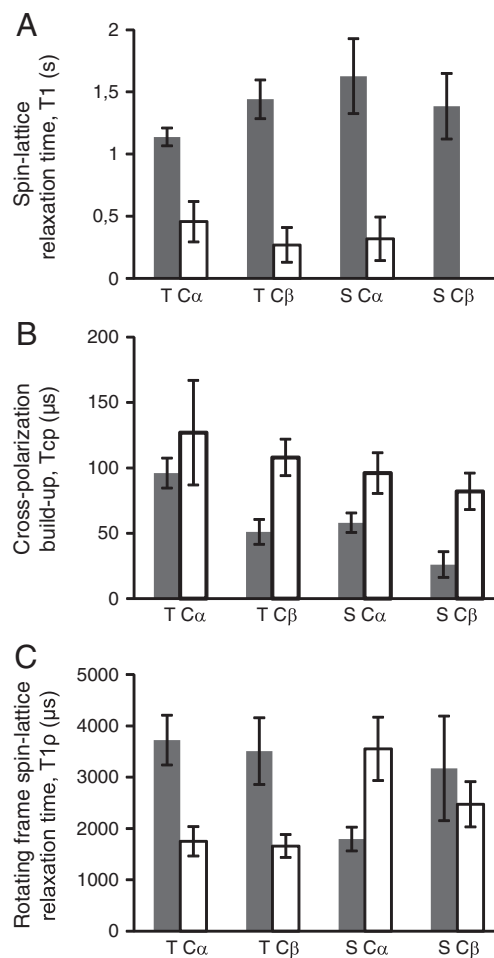 A
Spin-lattice
relaxation time, T1 (s)
2
1,5
1
0,5
0
T Cα T Cβ S Cα S Cβ
B
Cross-polarization
build-up, Tcp (µs)
200
150
100
50
0
T Cα T Cβ S Cα S Cβ
C
Rotating frame spin-lattice
relaxation time, T1ρ (µs)
5000
4000
3000
2000
1000
0
T Cα T Cβ S Cα S Cβ